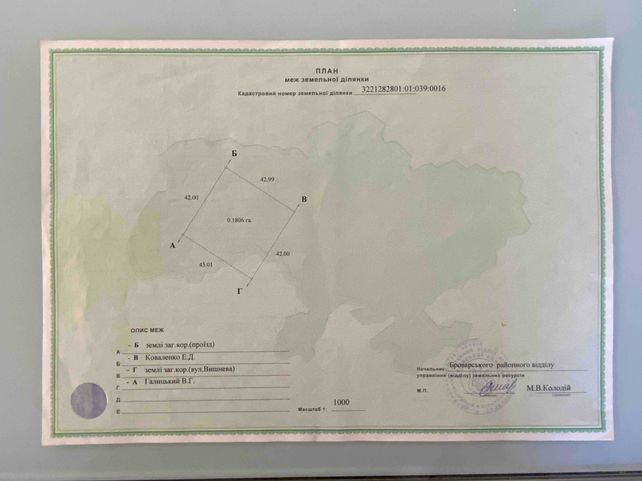 ПЛАН
меж земельної ділянки
Кадастровий номер земельної ділянки 3221282801:01:039:0016
Б
42.99
42.00
В
0.1806 га.
А
42.00
43.01
Г
ОПИС МЕЖ
А - Б землі заг.кор.(проїзд)
Б - В Коваленко Е.Д.
В - Г землі заг.кор.(вул.Вишнева)
Г - А Галицький В.Г.
Д
Е
Масштаб 1: 1000
Начальник Броварського районного відділу
управління (відділу) земельних ресурсів
М.П. М.В.Колодій